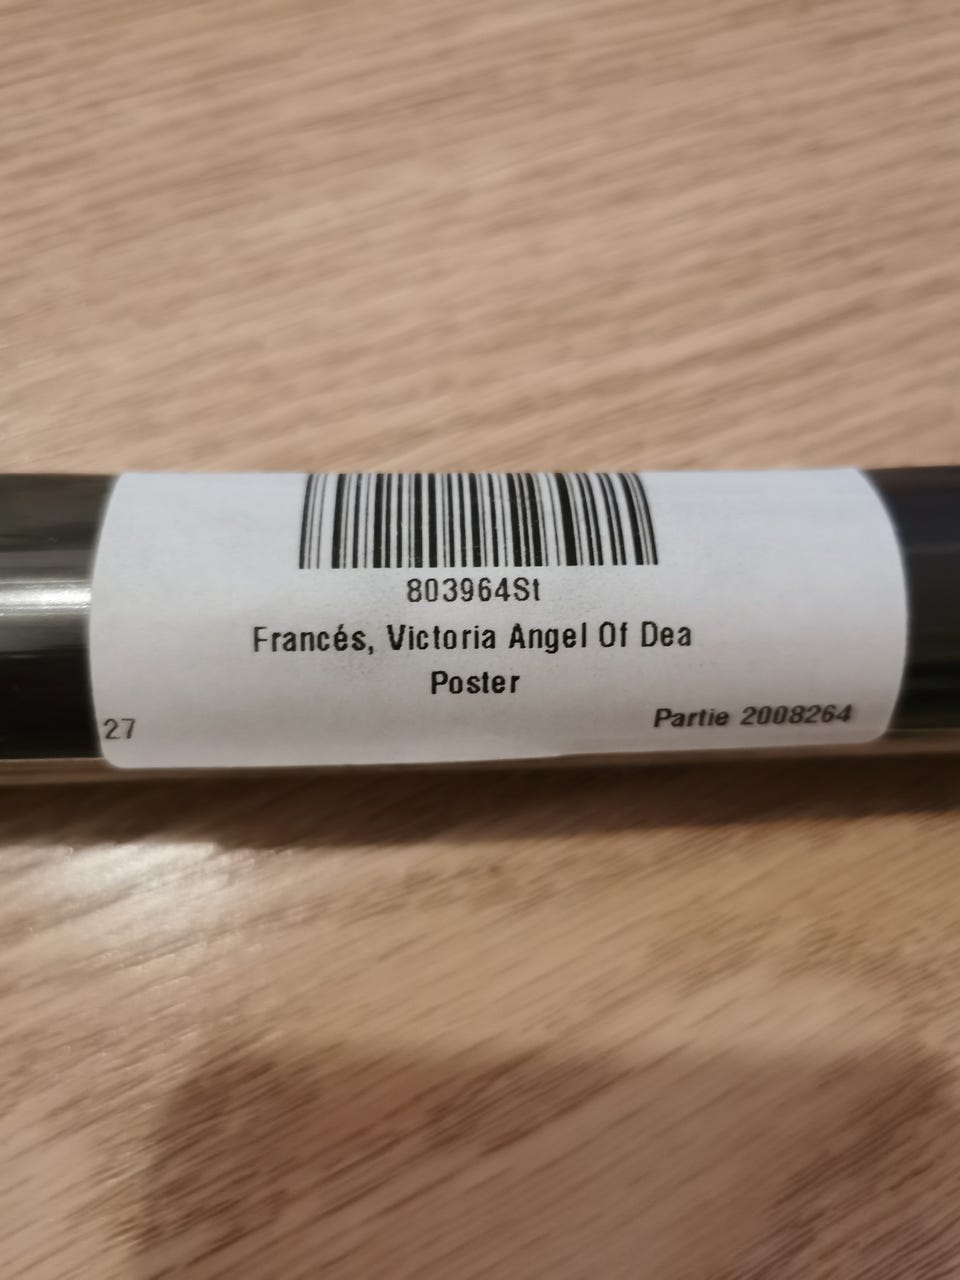 803964St
Francés, Victoria Angel Of Dea
Poster
27
Partie 2008264